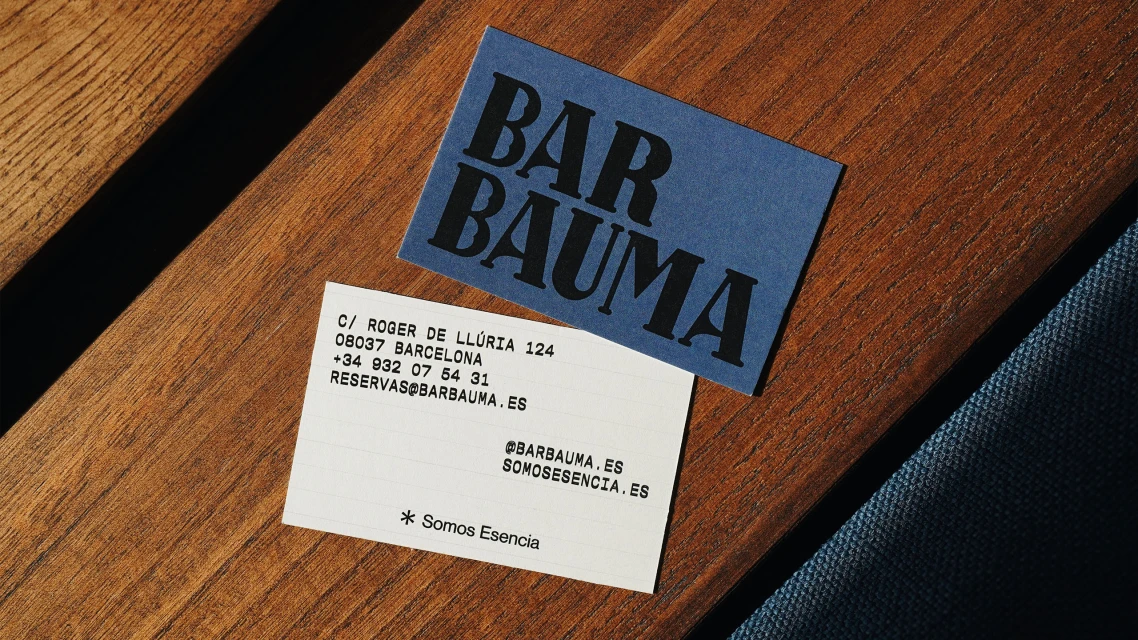 BAR
BAUMA
C/ ROGER DE LLÚRIA 124
08037 BARCELONA
+34 932 07 54 31
RESERVAS@BARBAUMA.ES
@BARBAUMA.ES
SOMOSESENCIA.ES
* Somos Esencia